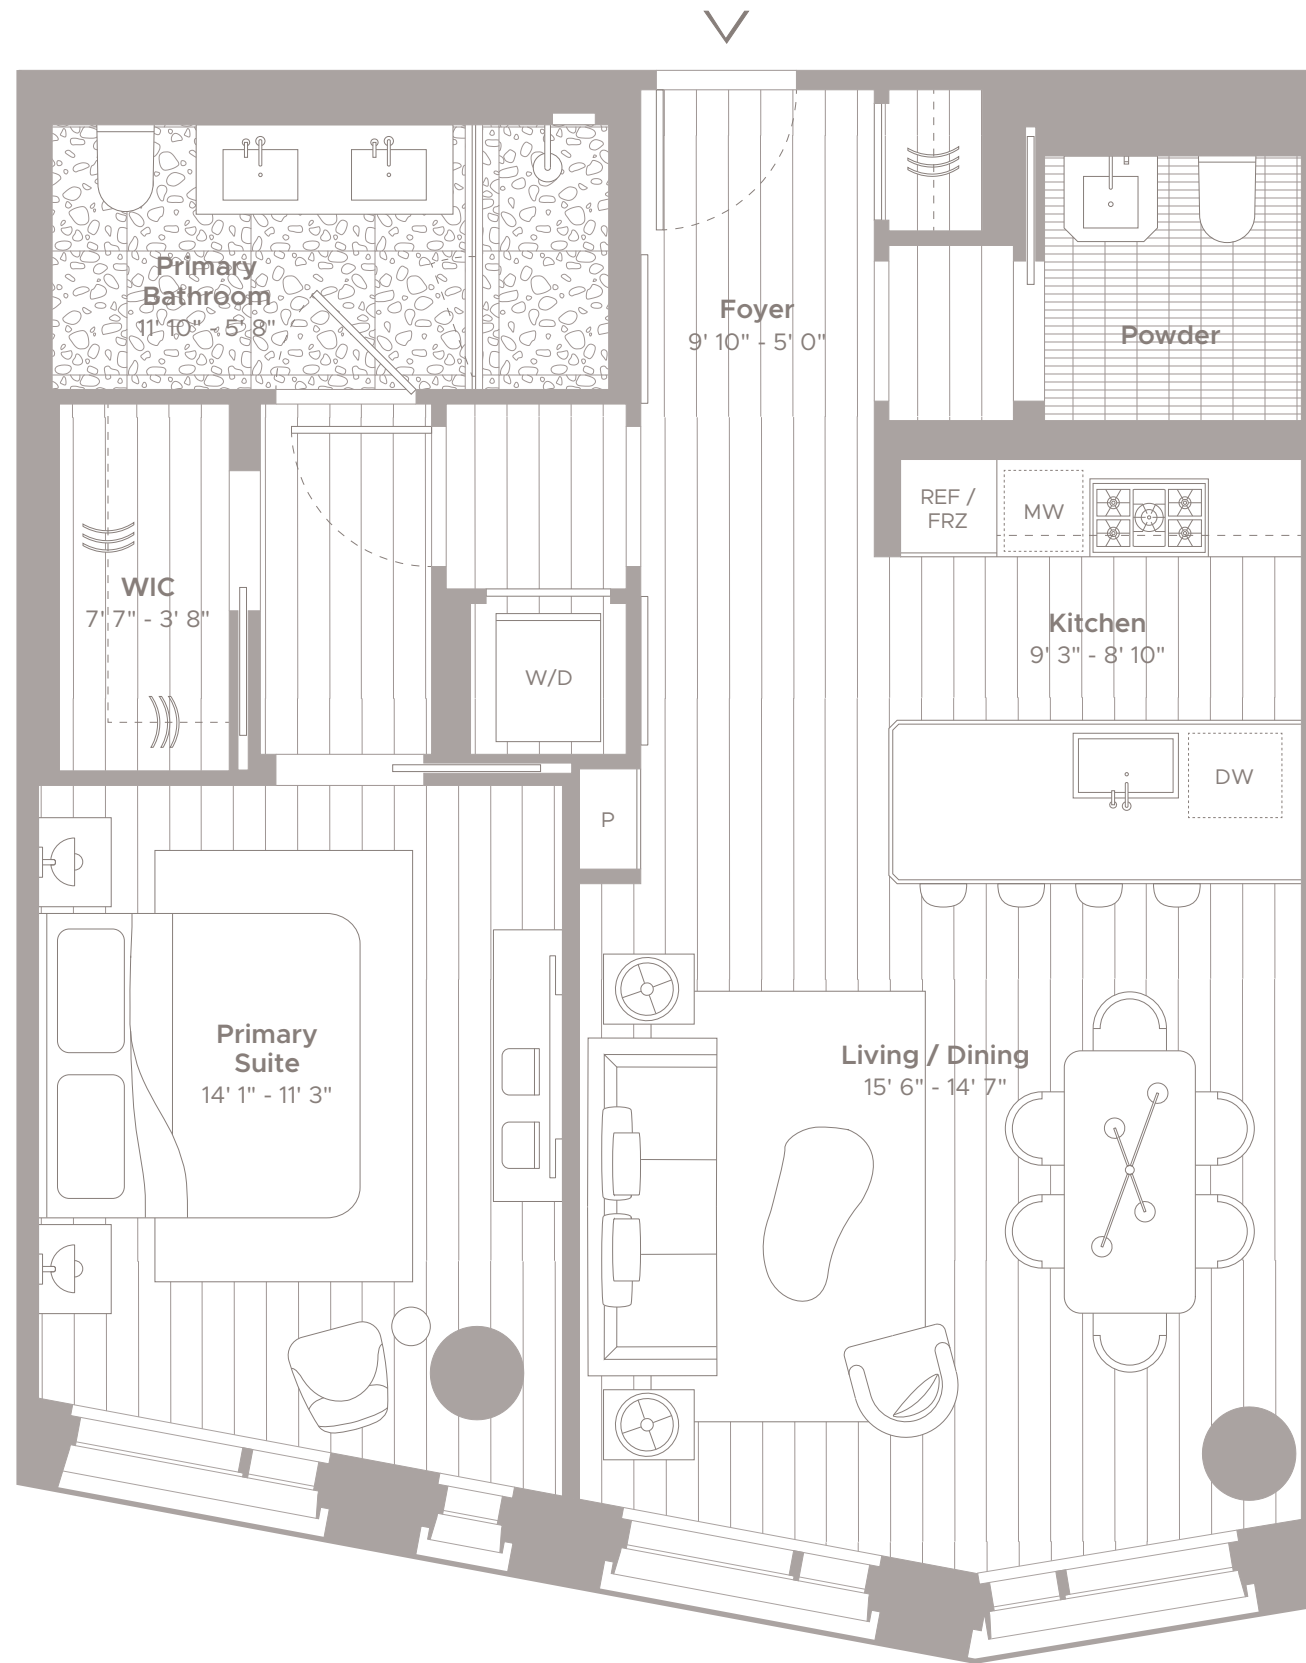 Primary
Bathroom
11' 10" - 5' 8"
Foyer
9' 10" - 5' 0"
Powder
REF /
FRZ
MW
WIC
7' 7" - 3' 8"
Kitchen
9' 3" - 8' 10"
W/D
DW
P
Primary
Suite
14' 1" - 11' 3"
Living / Dining
15' 6" - 14' 7"